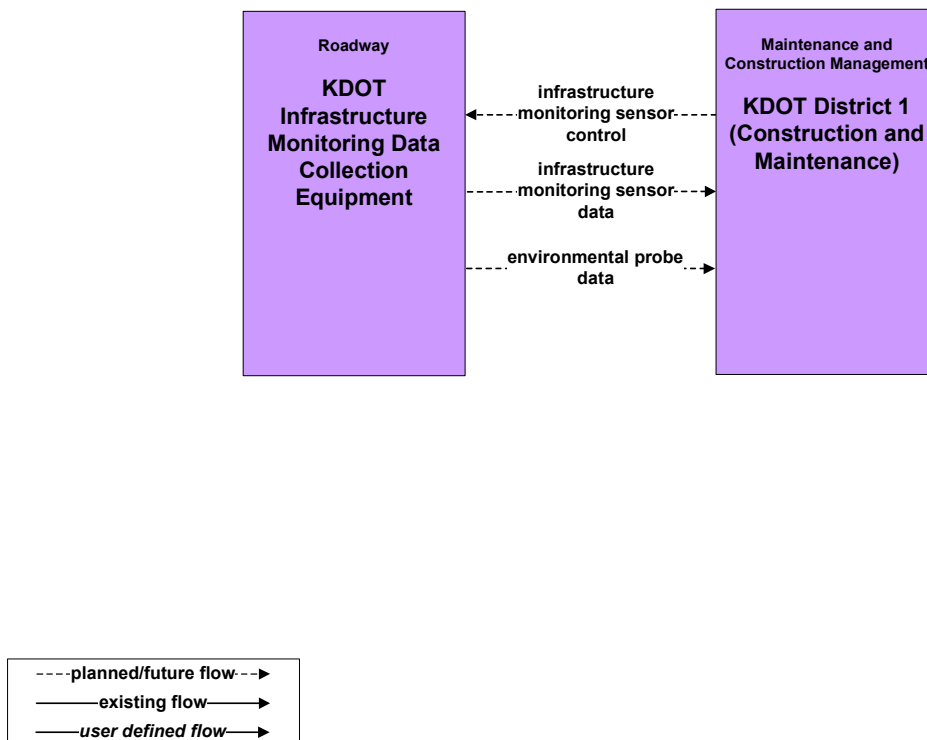 Roadway
KDOT
Infrastructure
Monitoring Data
Collection
Equipment
infrastructure
monitoring sensor
control
infrastructure
monitoring sensor
data
environmental probe
data
Maintenance and
Construction Management
KDOT District 1
(Construction and
Maintenance)
planned/future flow
existing flow
user defined flow